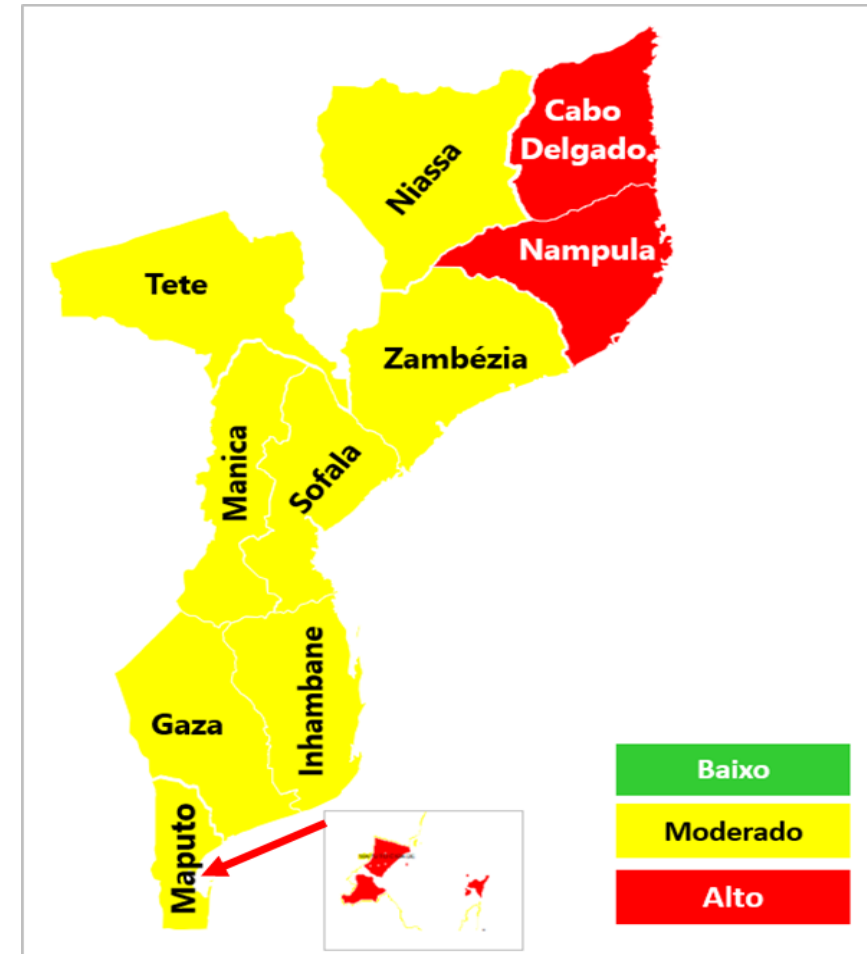 Cabo
Delgado
Niassa
Nampula
Tete
Zambézia
Manica
Sofala
Inhambane
Gaza
Maputo
Baixo
Moderado
Alto